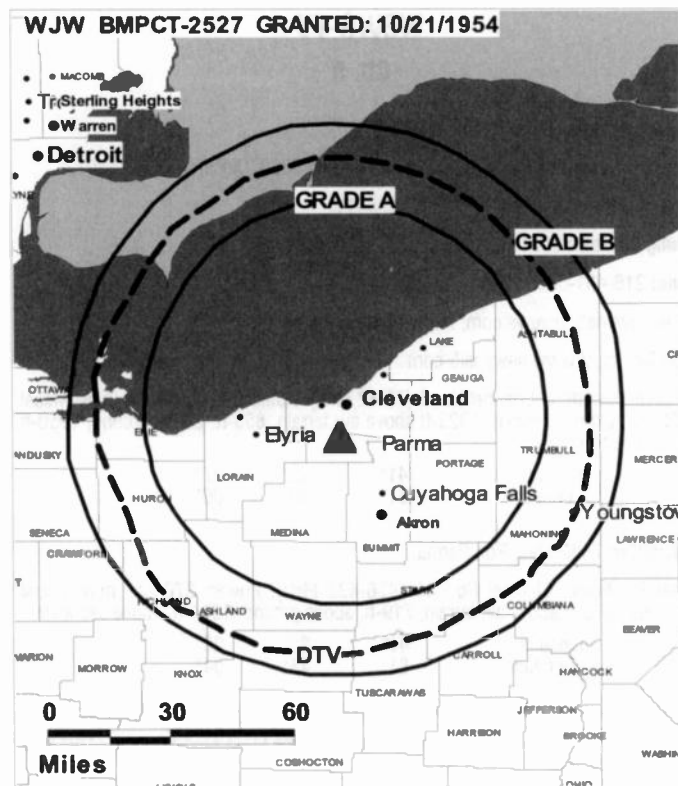 WJW BMPCT-2527 GRANTED: 10/21/1954
MACOMB
Sterling Heights
Warren
Detroit
GRADE A
GRADE B
LAKE
ASHTABULA
GEAUGA
OTTAWA
Cleveland
ERIE
Elyria
Parma
TRUMBULL
PORTAGE
MERCER
LORAIN
HURON
Cuyahoga Falls
Youngstow
SENECA
MEDINA
Akron
MAHONING
LAWRENCE
CRAWFORD
SUMMIT
STARK
RICHLAND
ASHLAND
WAYNE
COLUMBIANA
BEAVER
DTV
CARROLL
MORROW
KNOX
HANCOCK
TUSCARAWAS
JEFFERSON
0 30 60
HARRISON
BROOKE
Miles
COSHOCTON
OHIO